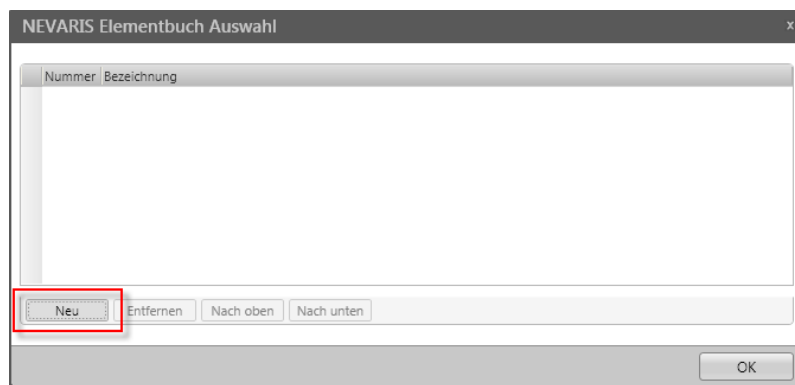 NEVARIS Elementbuch Auswahl x
Nummer Bezeichnung
Neu Entfernen Nach oben Nach unten
OK